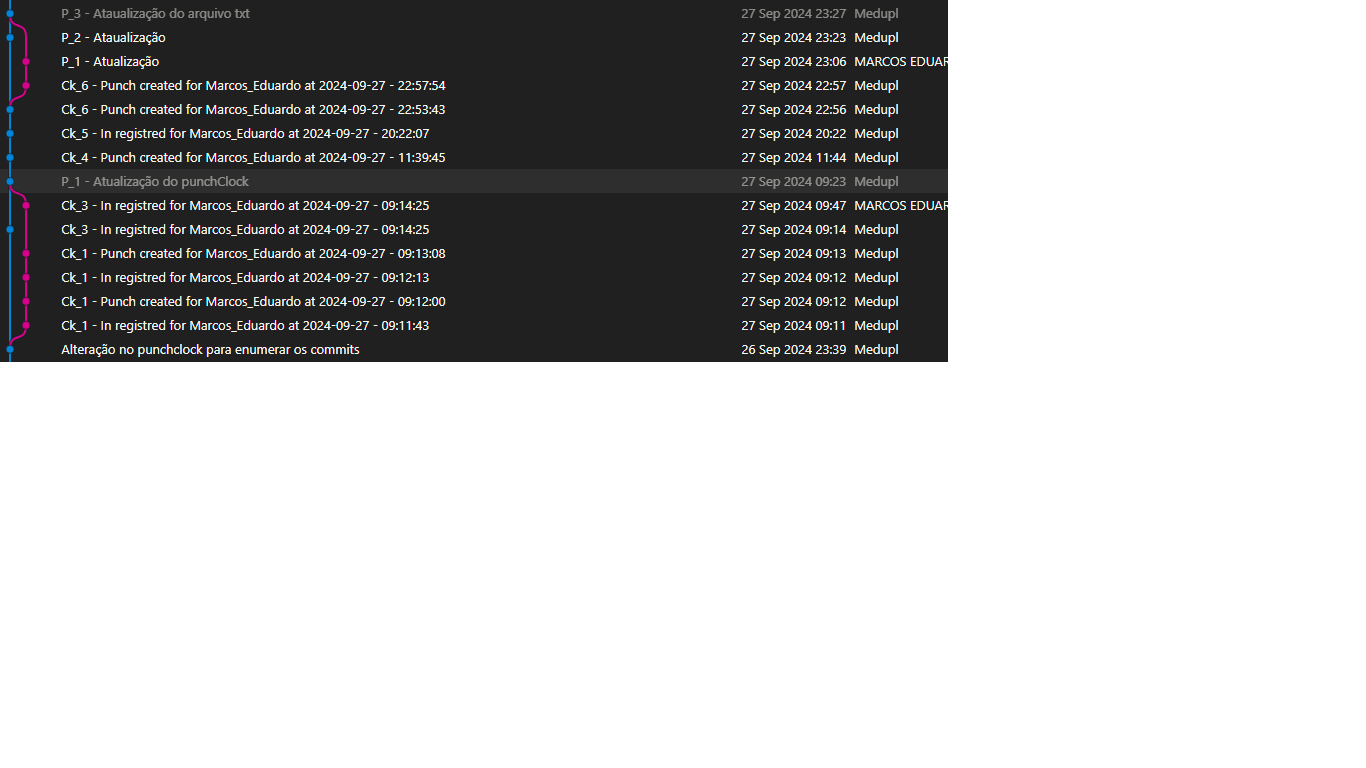 P_3 - Ataualização do arquivo txt 27 Sep 2024 23:27 Medupl
P_2 - Ataualização 27 Sep 2024 23:23 Medupl
P_1 - Atualização 27 Sep 2024 23:06 MARCOS EDUAR
Ck_6 - Punch created for Marcos_Eduardo at 2024-09-27 - 22:57:54 27 Sep 2024 22:57 Medupl
Ck_6 - Punch created for Marcos_Eduardo at 2024-09-27 - 22:53:43 27 Sep 2024 22:56 Medupl
Ck_5 - In registred for Marcos_Eduardo at 2024-09-27 - 20:22:07 27 Sep 2024 20:22 Medupl
Ck_4 - Punch created for Marcos_Eduardo at 2024-09-27 - 11:39:45 27 Sep 2024 11:44 Medupl
P_1 - Atualização do punchClock 27 Sep 2024 09:23 Medupl
Ck_3 - In registred for Marcos_Eduardo at 2024-09-27 - 09:14:25 27 Sep 2024 09:47 MARCOS EDUAR
Ck_3 - In registred for Marcos_Eduardo at 2024-09-27 - 09:14:25 27 Sep 2024 09:14 Medupl
Ck_1 - Punch created for Marcos_Eduardo at 2024-09-27 - 09:13:08 27 Sep 2024 09:13 Medupl
Ck_1 - In registred for Marcos_Eduardo at 2024-09-27 - 09:12:13 27 Sep 2024 09:12 Medupl
Ck_1 - Punch created for Marcos_Eduardo at 2024-09-27 - 09:12:00 27 Sep 2024 09:12 Medupl
Ck_1 - In registred for Marcos_Eduardo at 2024-09-27 - 09:11:43 27 Sep 2024 09:11 Medupl
Alteração no punchclock para enumerar os commits 26 Sep 2024 23:39 Medupl